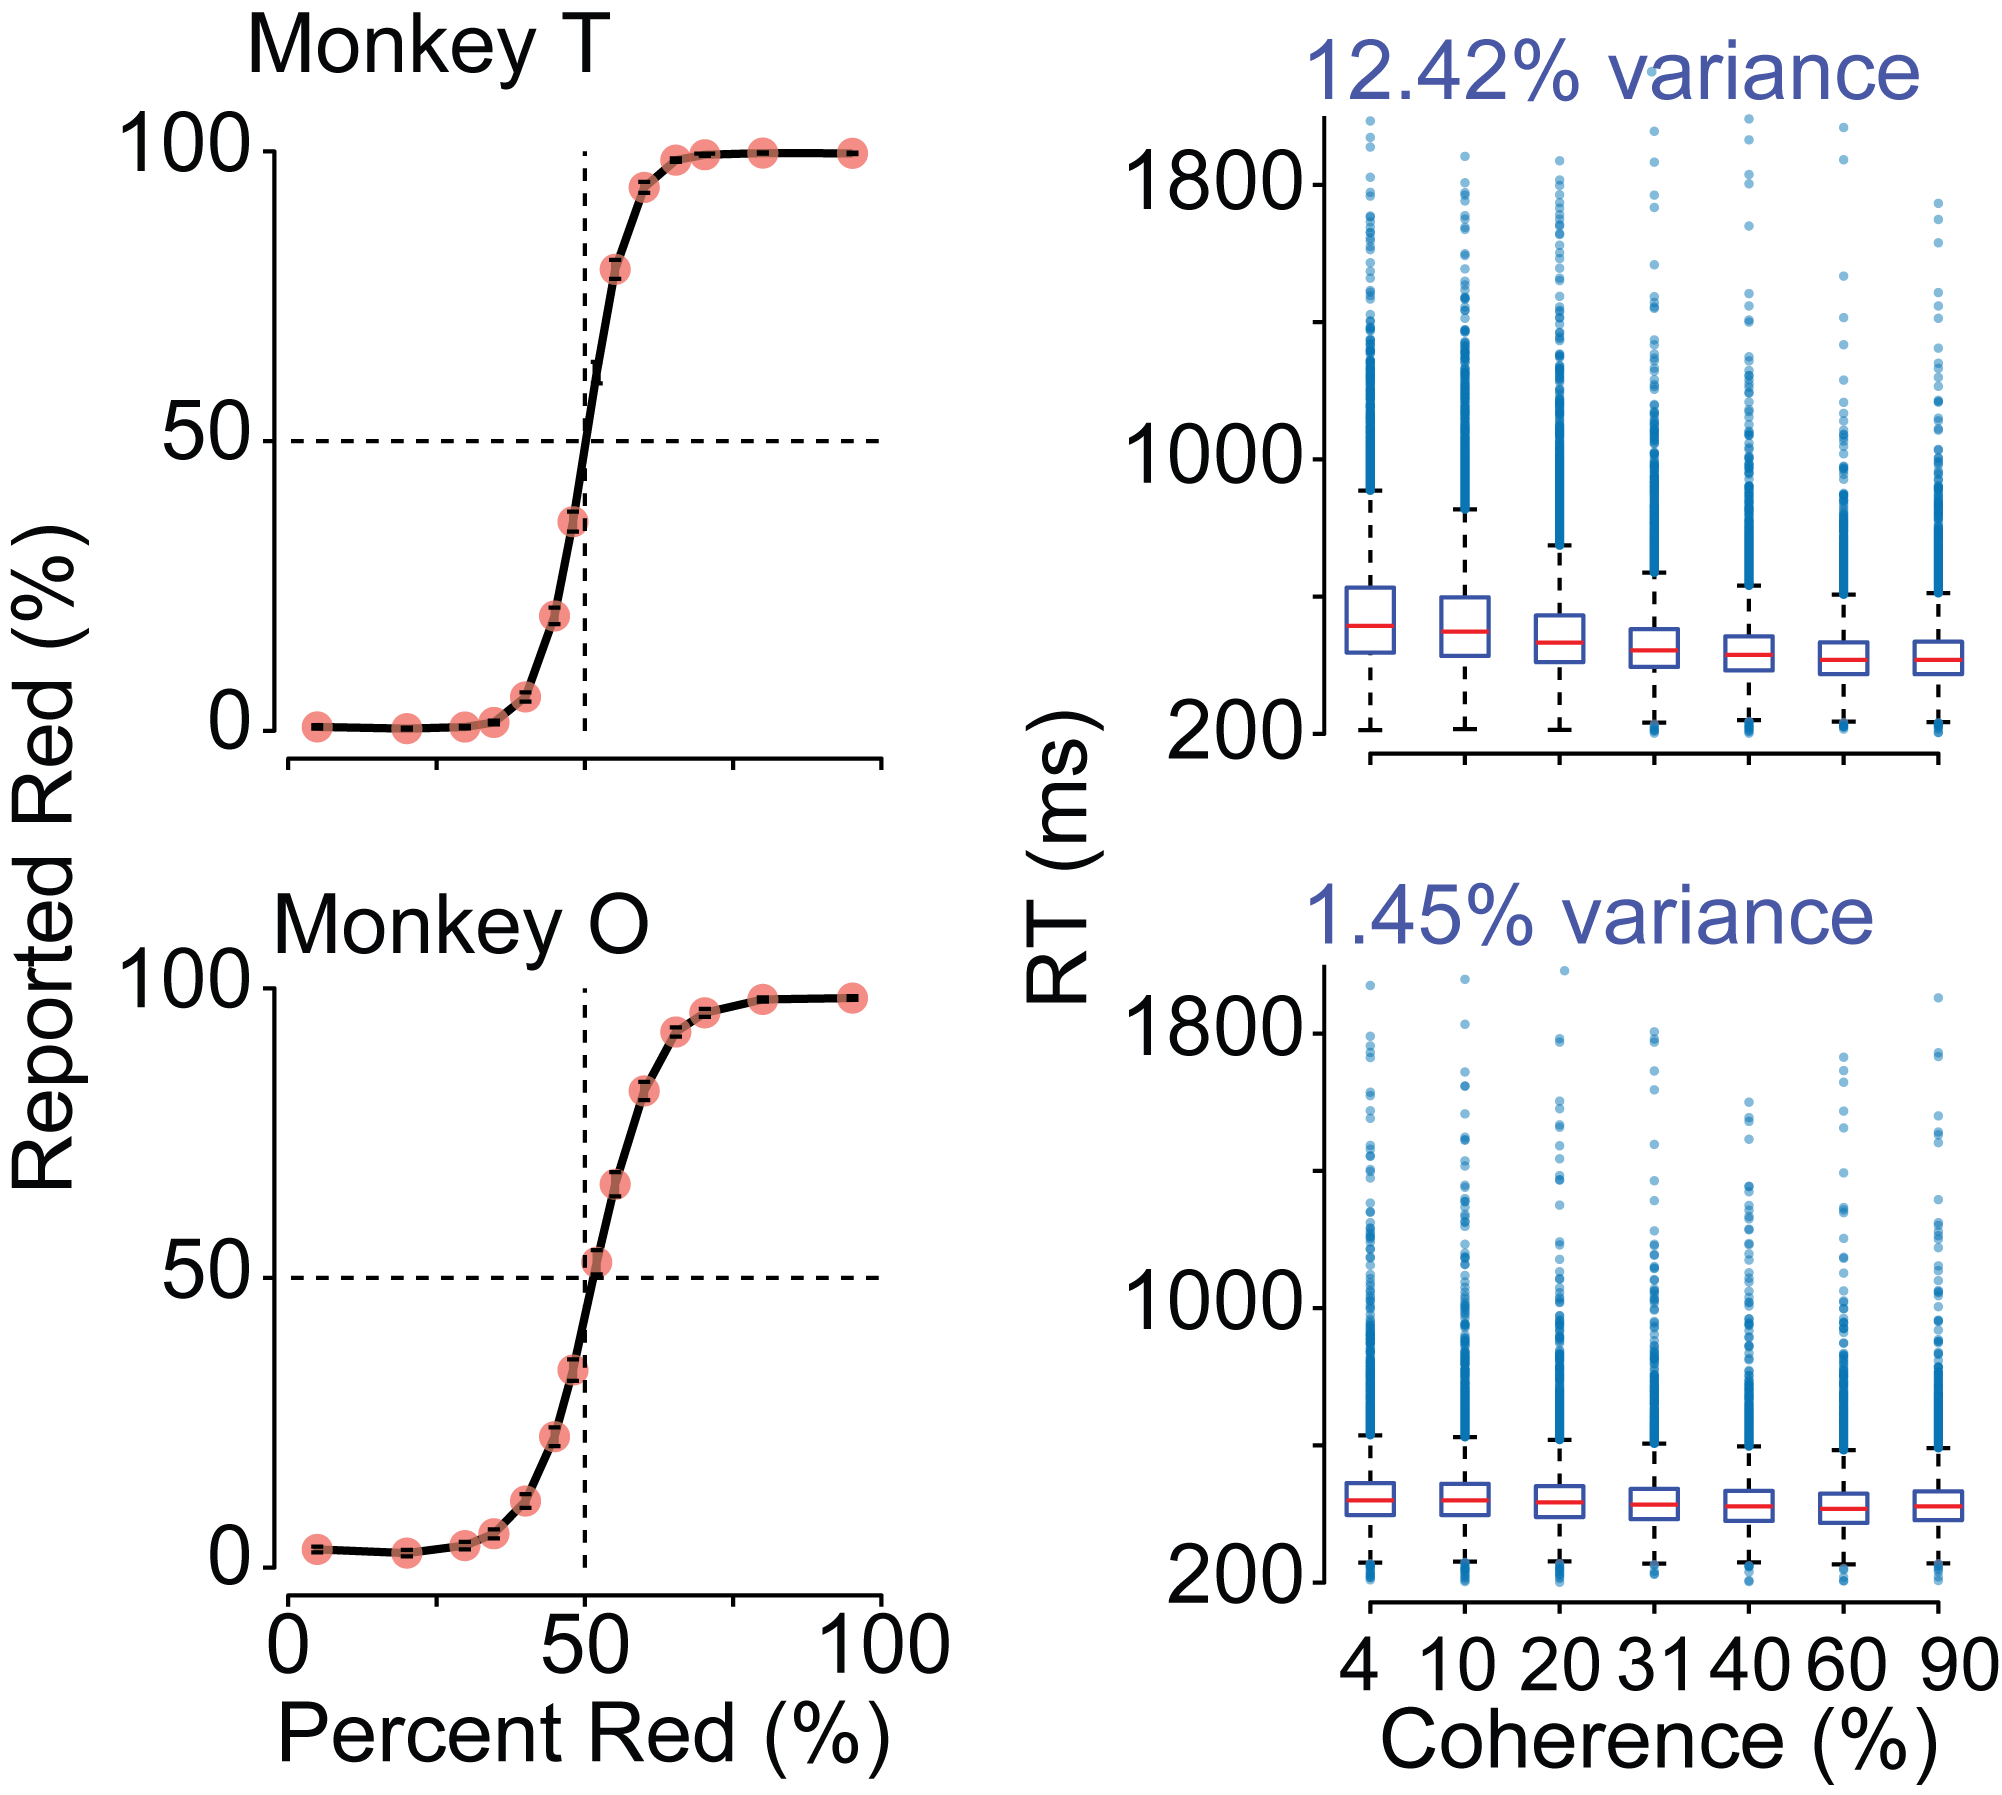 Monkey T
100
50
0
Reported Red (%)
12.42% variance
1800
1000
200
RT (ms)
Monkey O
100
50
0
0 50 100
Percent Red (%)
1.45% variance
1800
1000
200
4 10 20 31 40 60 90
Coherence (%)